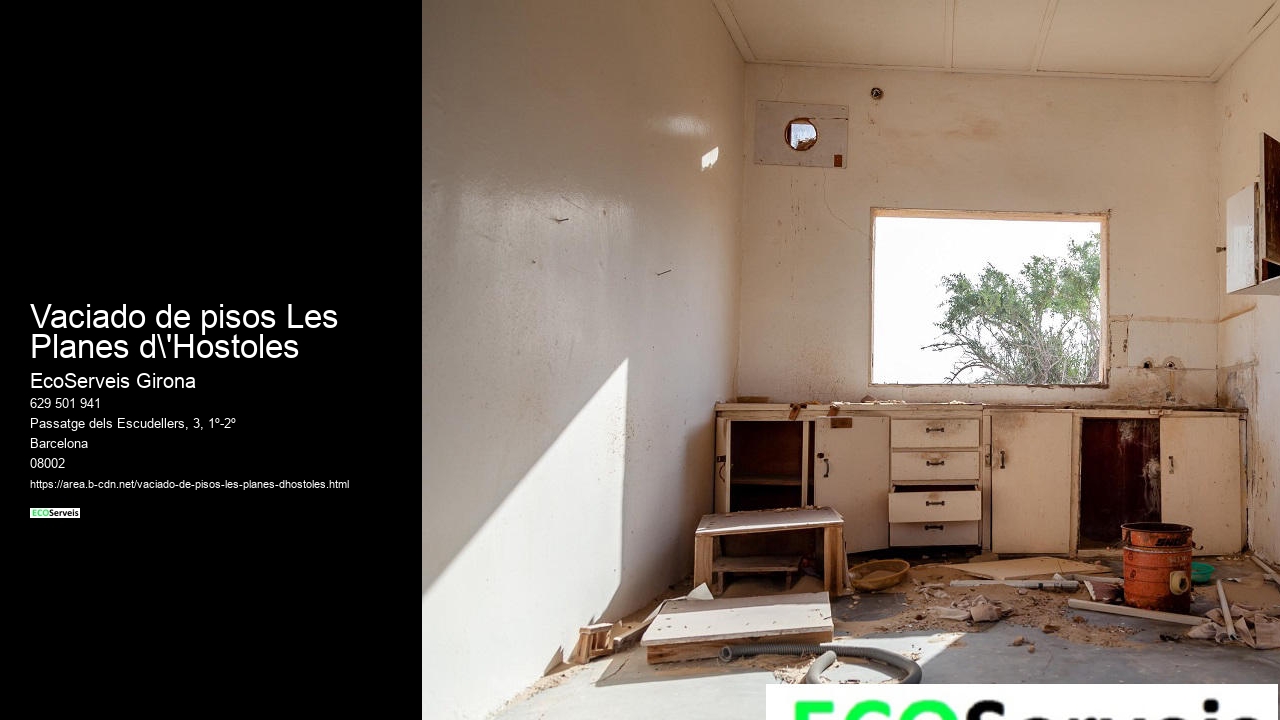 Vaciado de pisos Les
Planes d\'Hostoles
EcoServeis Girona
629 501 941
Passatge dels Escudellers, 3, 1º-2º
Barcelona
08002
https://area.b-cdn.net/vaciado-de-pisos-les-planes-dhostoles.html
ECOServeis
ECOServeis